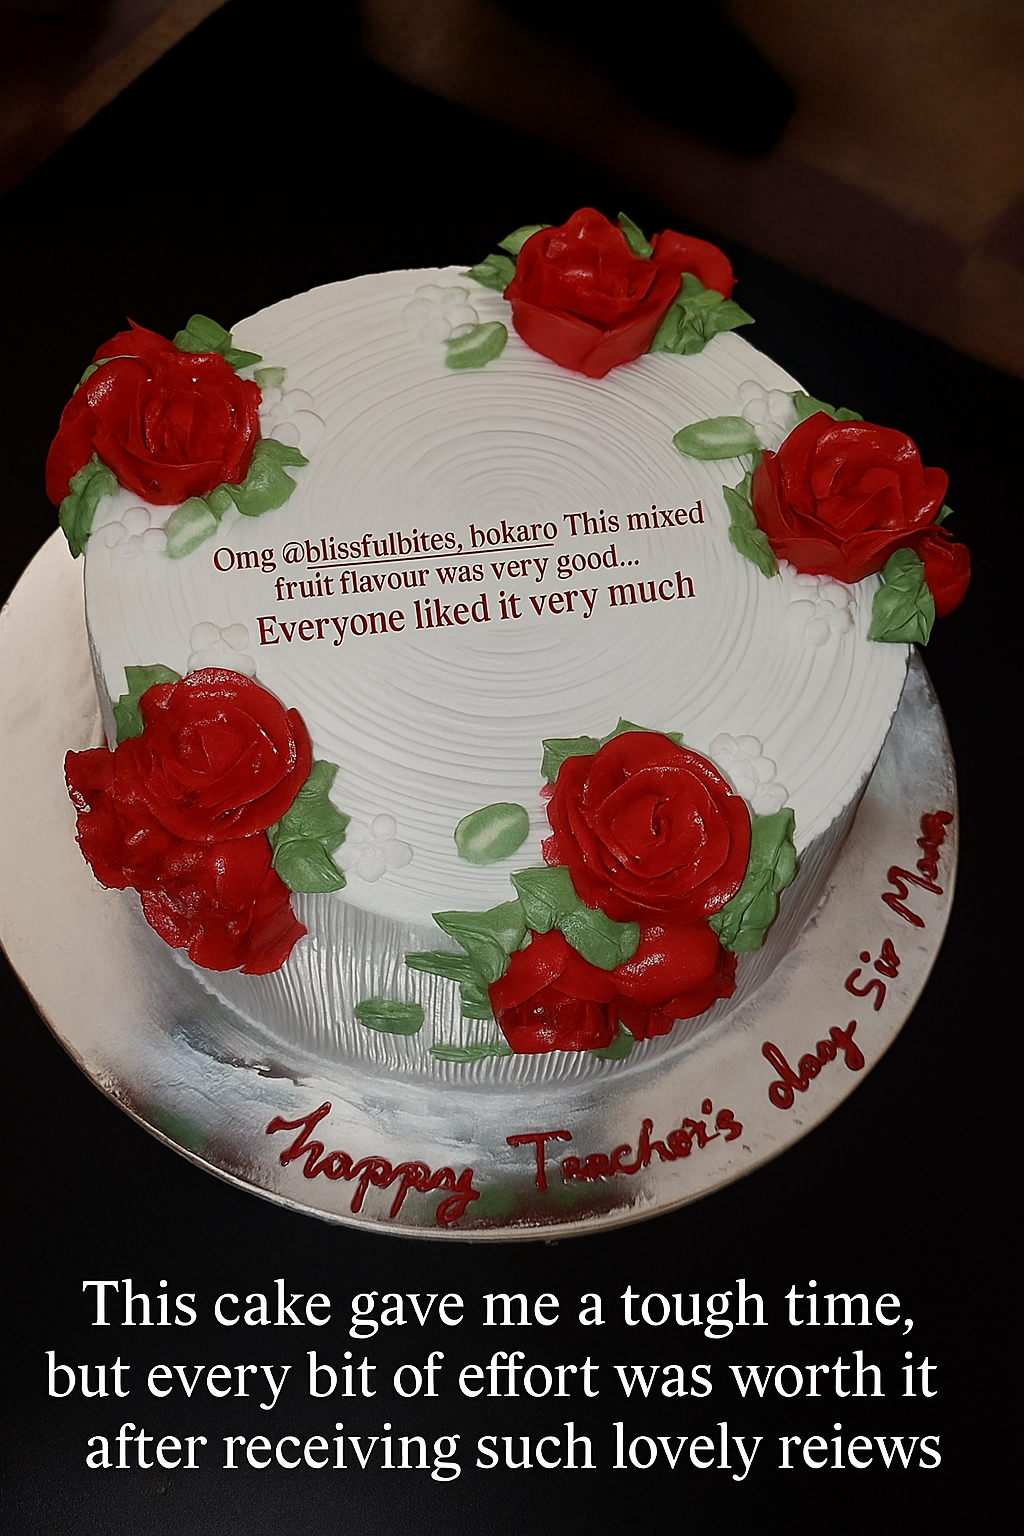 Omg @blissfulbites, bokaro This mixed
fruit flavour was very good...
Everyone liked it very much
happy Teacher's day Sir Mam
This cake gave me a tough time,
but every bit of effort was worth it
after receiving such lovely reiews